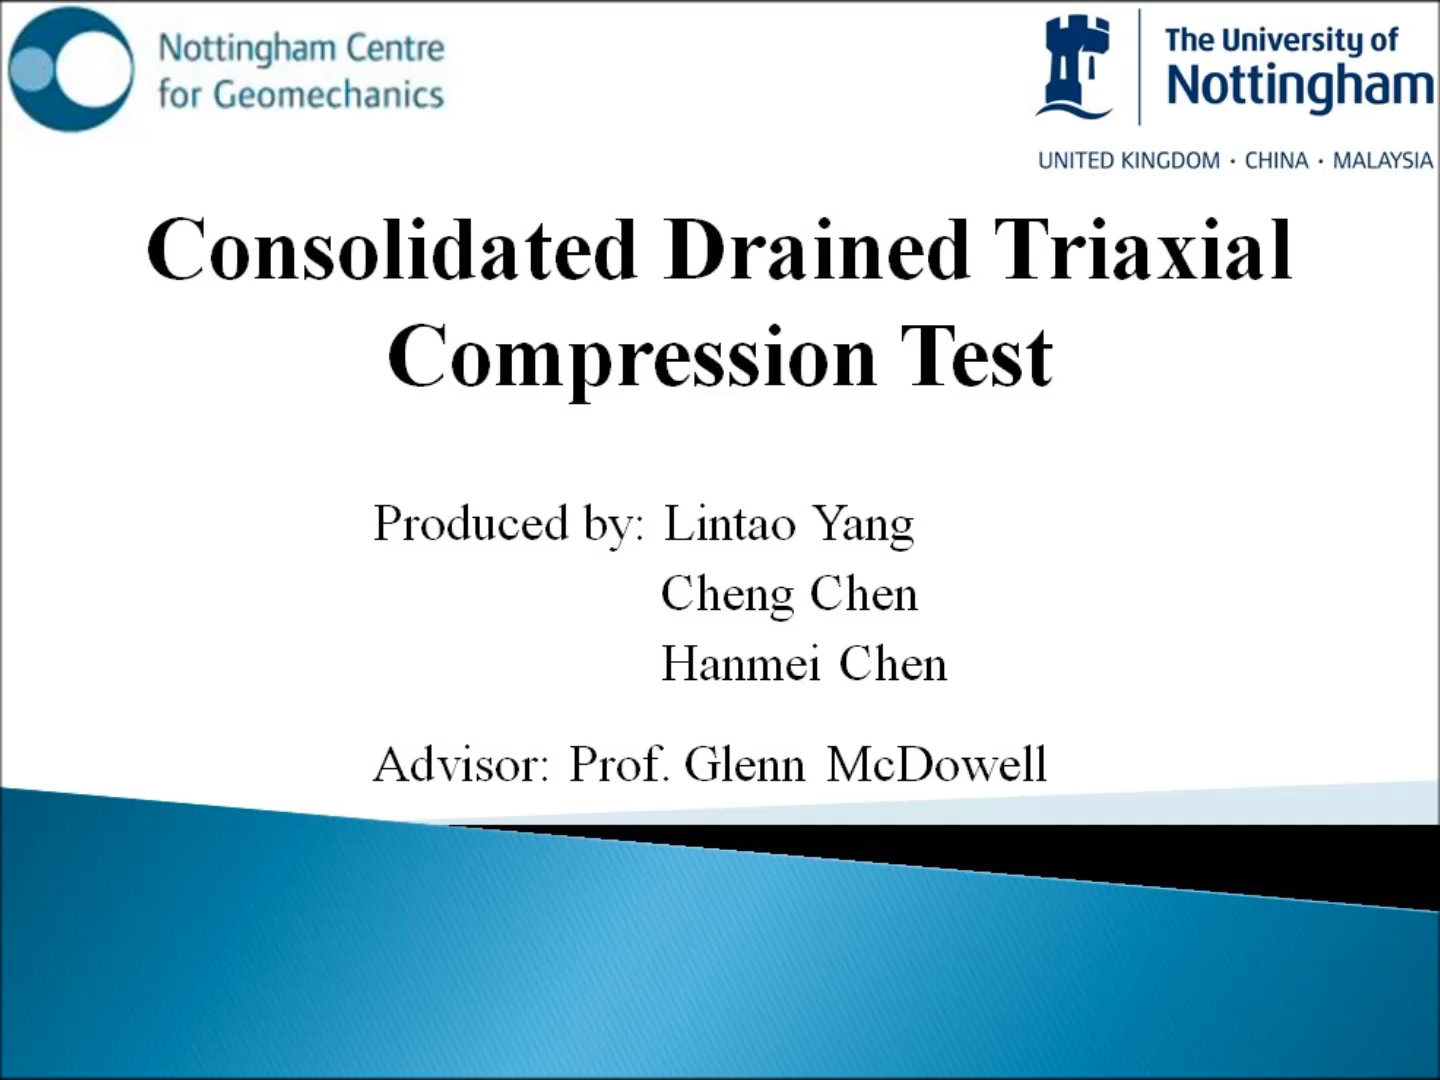 Nottingham Centre
for Geomechanics
The University of
Nottingham
UNITED KINGDOM · CHINA · MALAYSIA
Consolidated Drained Triaxial
Compression Test
Produced by: Lintao Yang
Cheng Chen
Hanmei Chen
Advisor: Prof. Glenn McDowell